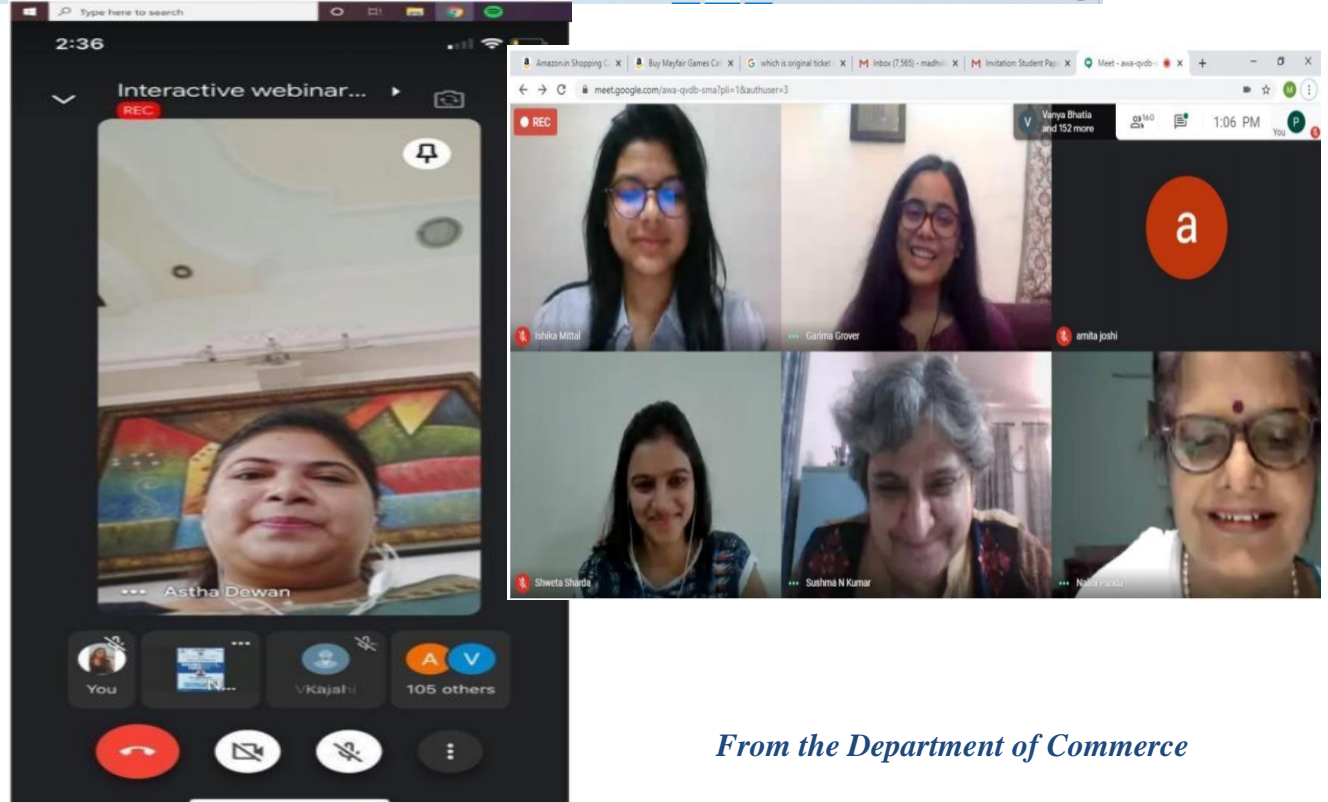 Type here to search
2:36
Interactive webinar...
REC
Astha Dewan
You
N...
105 others
Amazon.in Shopping C
Buy Mayfair Games Cat
which is original ticket
Inbox (7,565) - madhvi
Invitation: Student Pap
Meet - awa-qvdb-
meet.google.com/awa-qvdb-sma?pli=1&authuser=3
M
REC
V
Vanya Bhatia
and 152 more
160
1:06 PM
You
P
Ishika Mittal
Garima Grover
a
amita joshi
Shweta Sharda
Sushma N Kumar
Nalini Panda
A
V
From the Department of Commerce